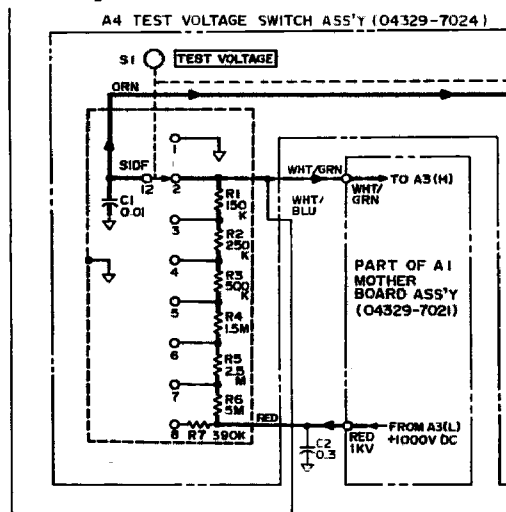 A4 TEST VOLTAGE SWITCH ASS'Y (04329-7024)
S1 TEST VOLTAGE
ORN
1
S1DF
12
2
C1
0.01
WHT/GRN
TO A3(H)
WHT/
BLU
WHT/
GRN
R1
150
K
3
R2
250
K
4
R3
500
K
5
R4
1.5M
6
R5
2.5
M
7
R6
5M
8
R7 390K
RED
C2
0.3
PART OF A1
MOTHER
BOARD ASS'Y
(04329-7021)
RED
1KV
FROM A3(L)
+1000V DC